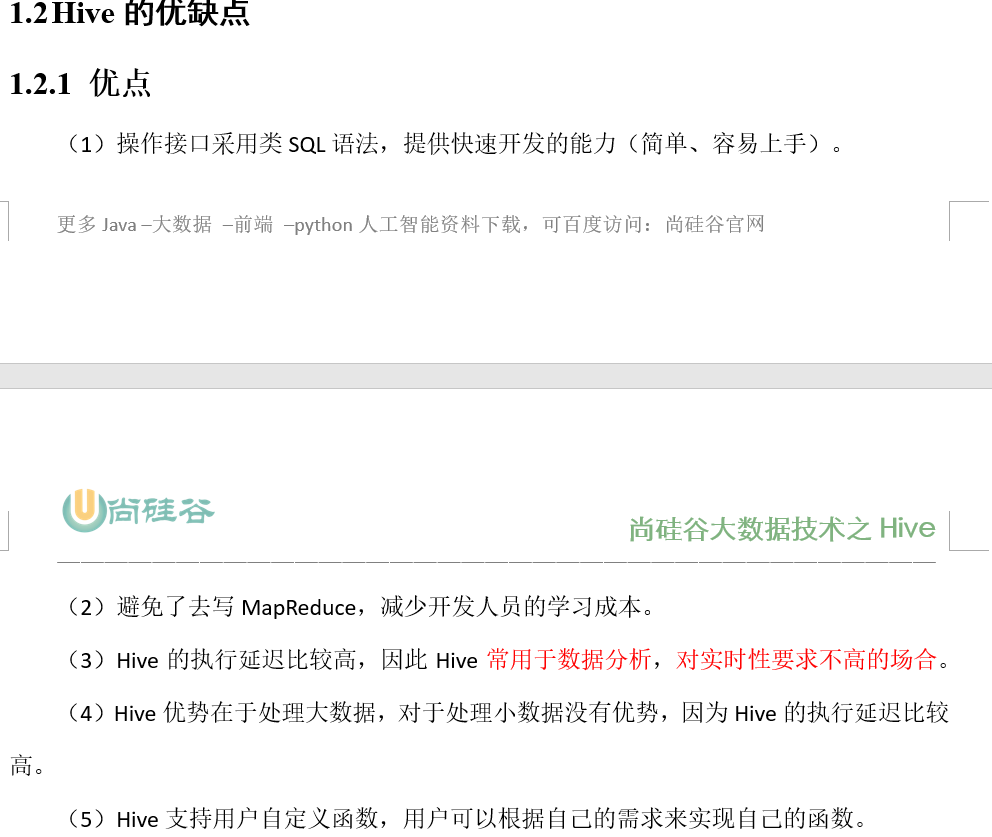 1.2Hive 的优缺点
1.2.1 优点
（1）操作接口采用类 SQL 语法，提供快速开发的能力（简单、容易上手）。
更多 Java –大数据 –前端 –python 人工智能资料下载，可百度访问：尚硅谷官网
U尚硅谷
尚硅谷大数据技术之 Hive
（2）避免了去写 MapReduce，减少开发人员的学习成本。
（3）Hive 的执行延迟比较高，因此 Hive 常用于数据分析，对实时性要求不高的场合。
（4）Hive 优势在于处理大数据，对于处理小数据没有优势，因为 Hive 的执行延迟比较
高。
（5）Hive 支持用户自定义函数，用户可以根据自己的需求来实现自己的函数。